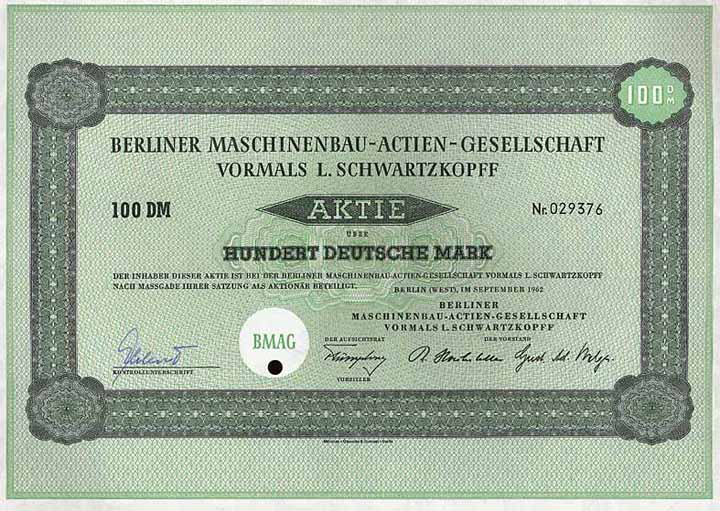 100 DM
BERLINER MASCHINENBAU-ACTIEN-GESELLSCHAFT
VORMALS L. SCHWARTZKOPFF
100 DM
AKTIE
Nr. 029376
ÜBER
HUNDERT DEUTSCHE MARK
DER INHABER DIESER AKTIE IST BEI DER BERLINER MASCHINENBAU-ACTIEN-GESELLSCHAFT VORMALS L. SCHWARTZKOPFF
NACH MASSGABE IHRER SATZUNG ALS AKTIONÄR BETEILIGT.
BERLIN (WEST), IM SEPTEMBER 1962
BERLINER
MASCHINENBAU-ACTIEN-GESELLSCHAFT
VORMALS L. SCHWARTZKOPFF
BMAG
DER AUFSICHTSRAT
DER VORSTAND
KONTROLLUNTERSCHRIFT
VORSITZER